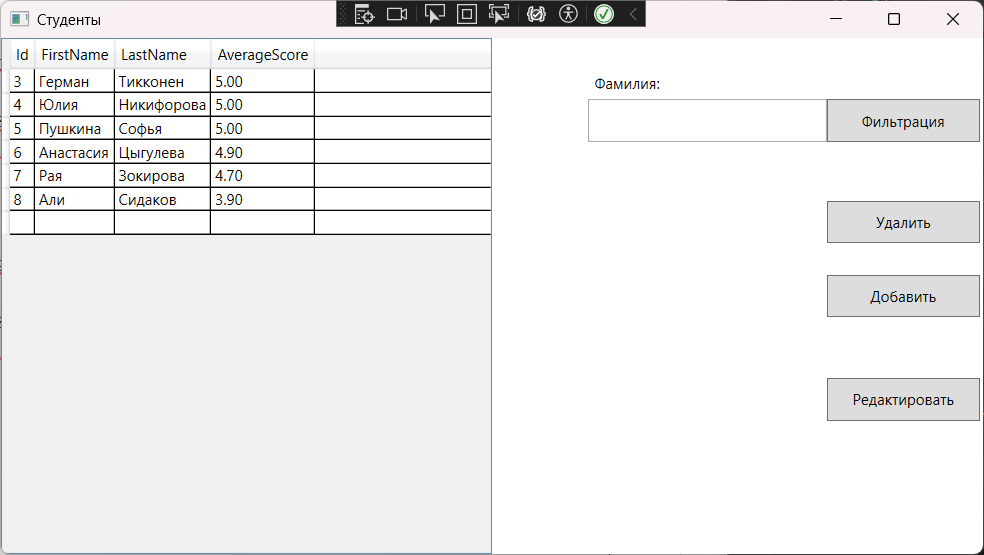 Студенты
Id FirstName LastName AverageScore
3 Герман Тикконен 5.00
4 Юлия Никифорова 5.00
5 Пушкина Софья 5.00
6 Анастасия Цыгулева 4.90
7 Рая Зокирова 4.70
8 Али Сидаков 3.90
Фамилия:
Фильтрация
Удалить
Добавить
Редактировать